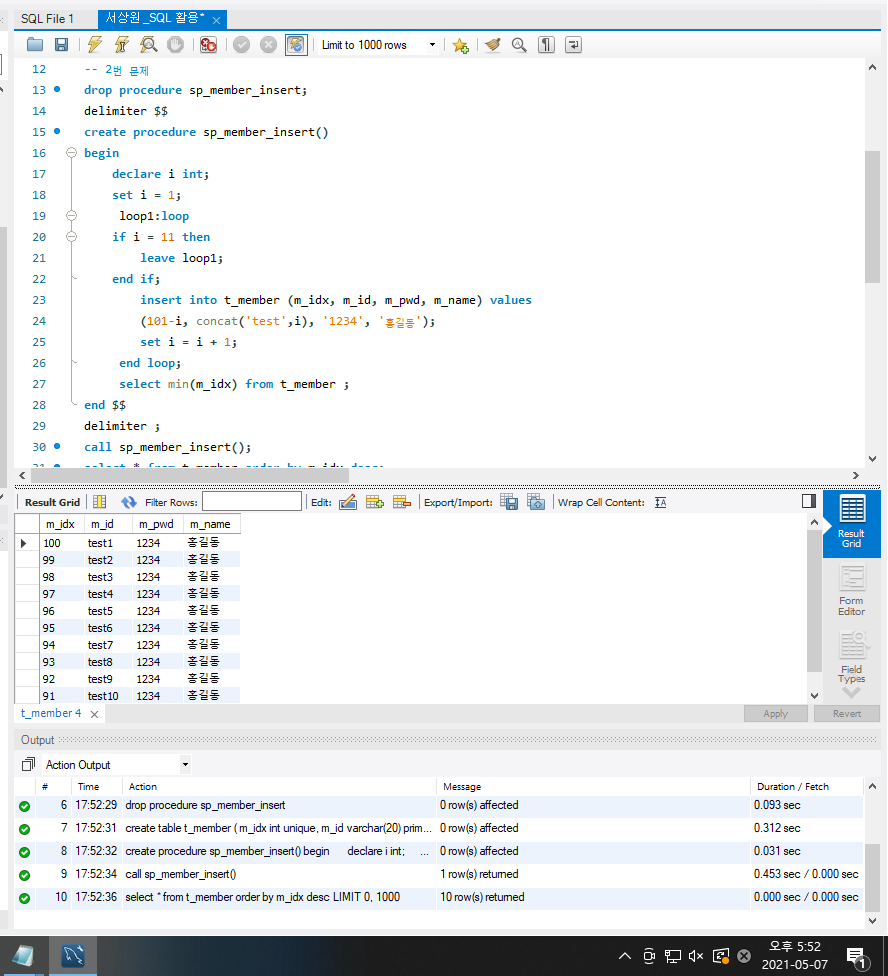 SQL File 1 서상원 _SQL 활용*
Limit to 1000 rows
12 -- 2번 문제
13 drop procedure sp_member_insert;
14 delimiter $$
15 create procedure sp_member_insert()
16 begin
17 declare i int;
18 set i = 1;
19 loop1:loop
20 if i = 11 then
21 leave loop1;
22 end if;
23 insert into t_member (m_idx, m_id, m_pwd, m_name) values
24 (101-i, concat('test',i), '1234', '홍길동');
25 set i = i + 1;
26 end loop;
27 select min(m_idx) from t_member ;
28 end $$
29 delimiter ;
30 call sp_member_insert();
31 select * from t_member order by m_idx desc;
Result Grid Filter Rows: Edit: Export/Import: Wrap Cell Content:
m_idx m_id m_pwd m_name
100 test1 1234 홍길동
99 test2 1234 홍길동
98 test3 1234 홍길동
97 test4 1234 홍길동
96 test5 1234 홍길동
95 test6 1234 홍길동
94 test7 1234 홍길동
93 test8 1234 홍길동
92 test9 1234 홍길동
91 test10 1234 홍길동
Result
Grid
Form
Editor
Field
Types
t_member 4 Apply Revert
Output
Action Output
# Time Action Message Duration / Fetch
6 17:52:29 drop procedure sp_member_insert 0 row(s) affected 0.093 sec
7 17:52:31 create table t_member ( m_idx int unique, m_id varchar(20) prim... 0 row(s) affected 0.312 sec
8 17:52:32 create procedure sp_member_insert() begin declare i int; ... 0 row(s) affected 0.031 sec
9 17:52:34 call sp_member_insert() 1 row(s) returned 0.453 sec / 0.000 sec
10 17:52:36 select * from t_member order by m_idx desc LIMIT 0, 1000 10 row(s) returned 0.000 sec / 0.000 sec
오후 5:52
2021-05-07
1